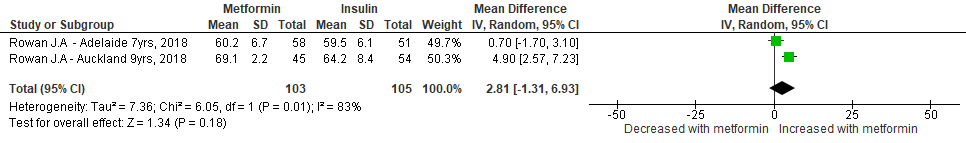 Metformin Insulin Mean Difference Mean Difference
Study or Subgroup Mean SD Total Mean SD Total Weight IV, Random, 95% CI IV, Random, 95% CI
Rowan J.A - Adelaide 7yrs, 2018 60.2 6.7 58 59.5 6.1 51 49.7% 0.70 [-1.70, 3.10]
Rowan J.A - Auckland 9yrs, 2018 69.1 2.2 45 64.2 8.4 54 50.3% 4.90 [2.57, 7.23]
Total (95% CI) 103 105 100.0% 2.81 [-1.31, 6.93]
Heterogeneity: Tau² = 7.36; Chi² = 6.05, df = 1 (P = 0.01); I² = 83%
Test for overall effect: Z = 1.34 (P = 0.18)
-50 -25 0 25 50
Decreased with metformin Increased with metformin